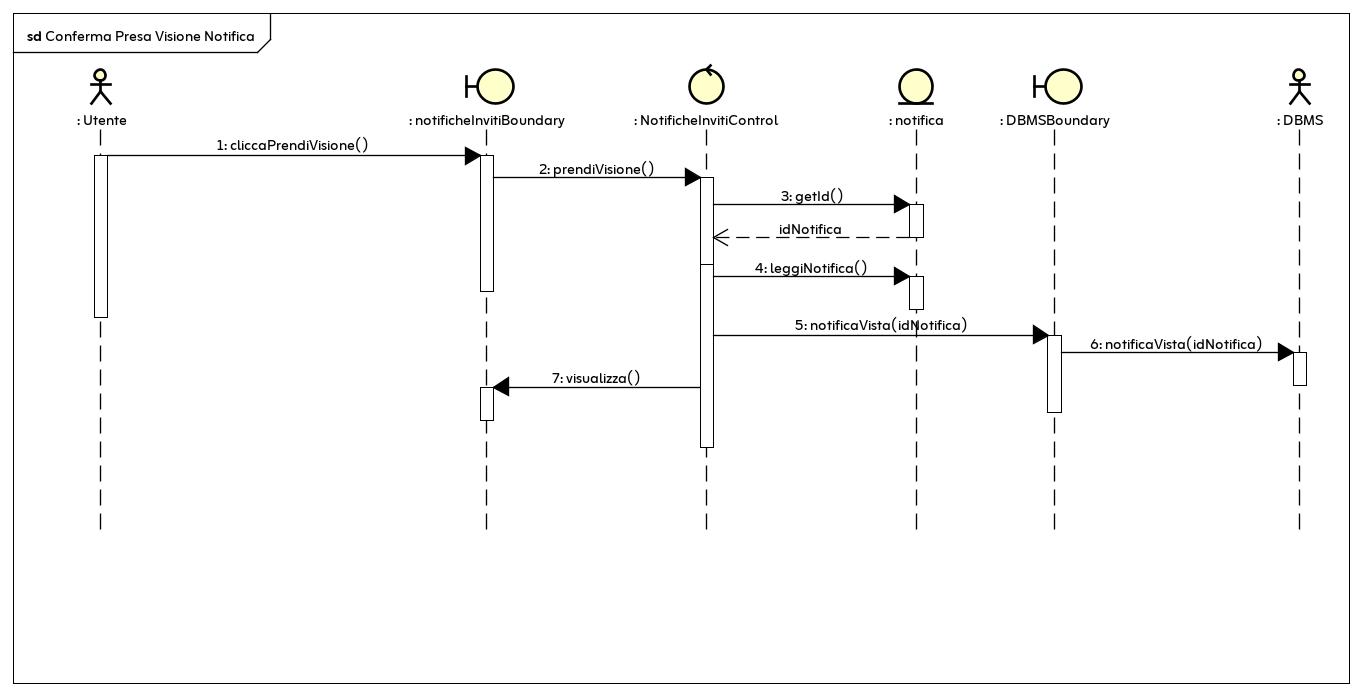 sd Conferma Presa Visione Notifica
: Utente
: notificheInvitiBoundary
: NotificheInvitiControl
: notifica
: DBMSBoundary
: DBMS
1: cliccaPrendiVisione()
2: prendiVisione()
3: getId()
idNotifica
4: leggiNotifica()
5: notificaVista(idNotifica)
6: notificaVista(idNotifica)
7: visualizza()